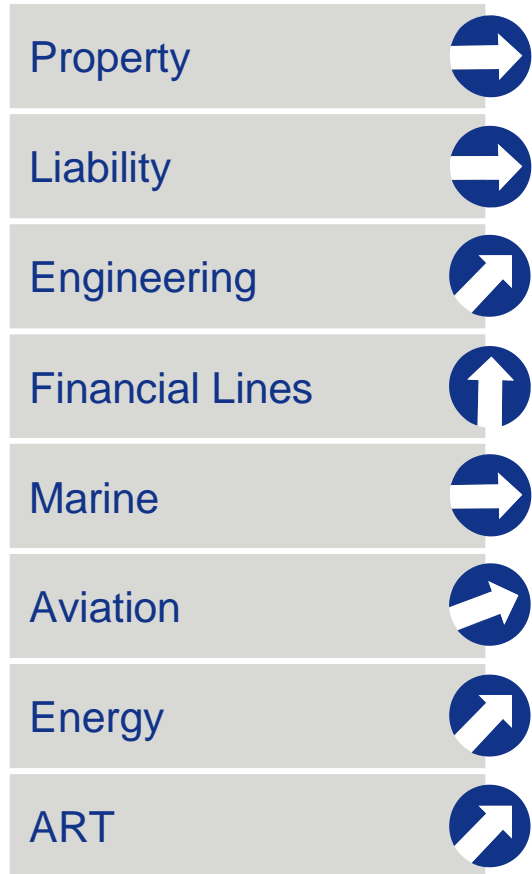 Property
Liability
Engineering
Financial Lines
Marine
Aviation
Energy
ART